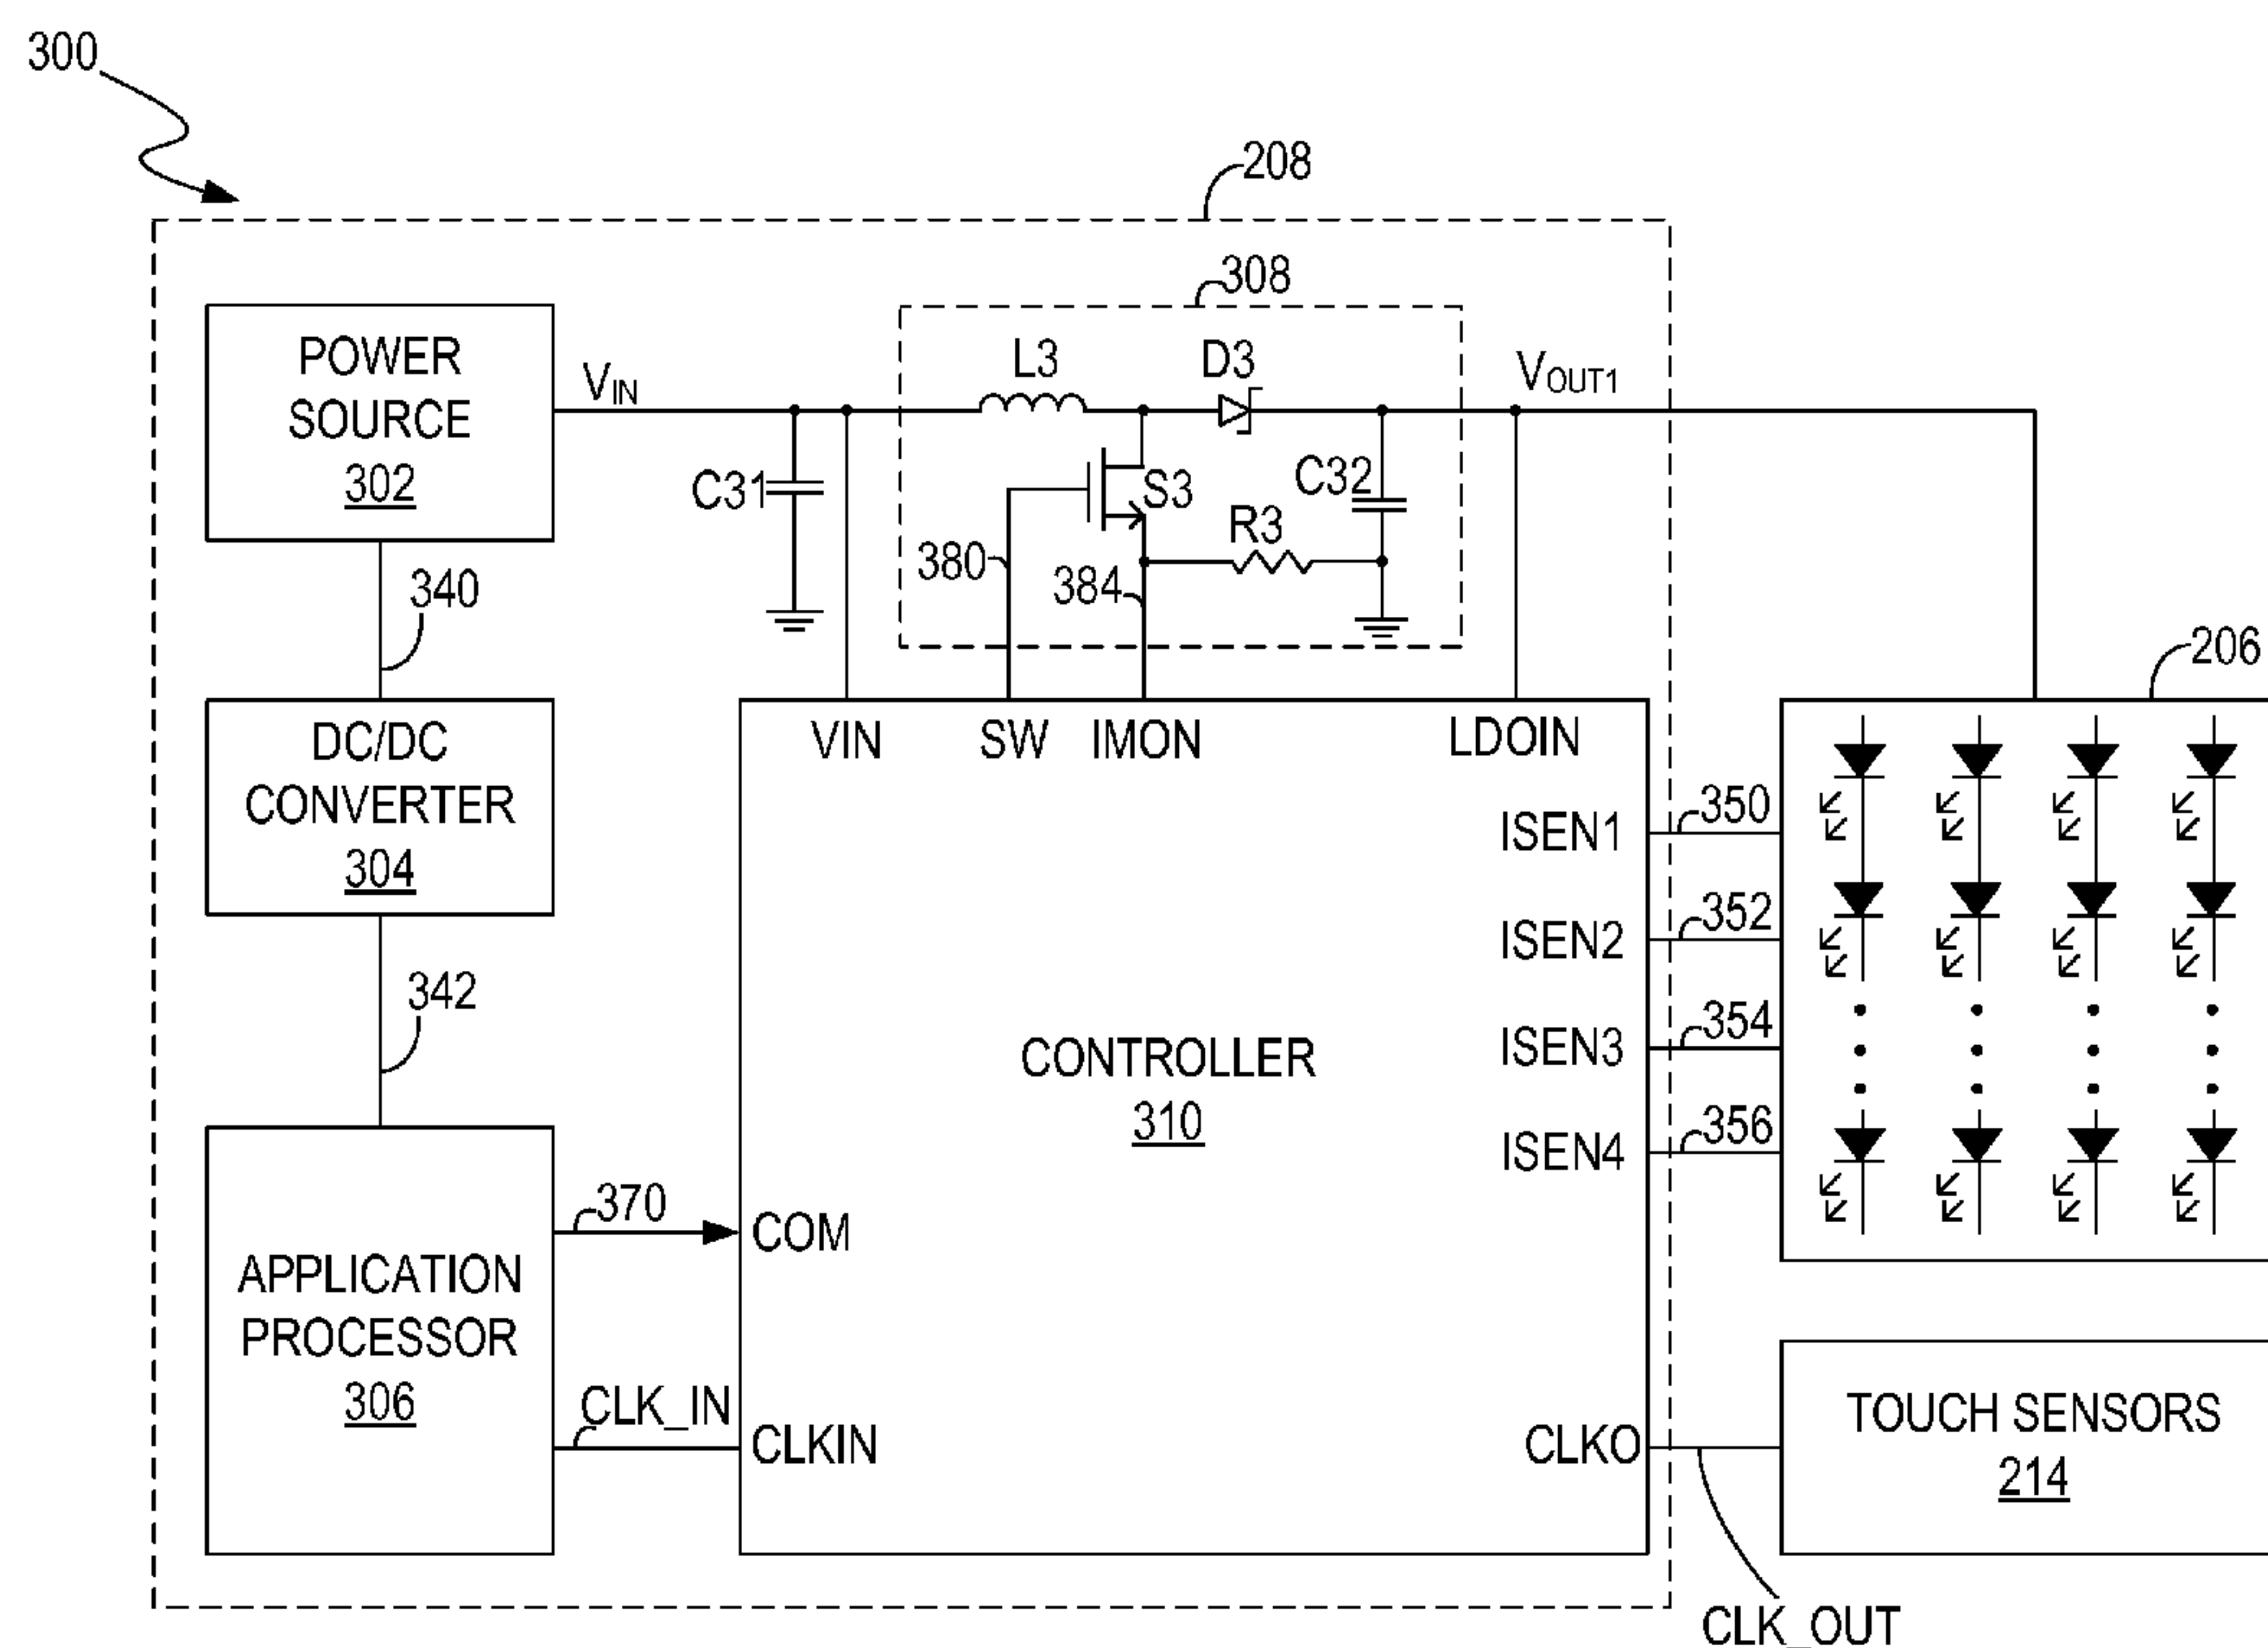 300
208
308
POWER
SOURCE
302
VIN
L3
D3
VOUT1
C31
S3
C32
R3
380
384
340
206
DC/DC
CONVERTER
304
VIN
SW
IMON
LDOIN
ISEN1
350
ISEN2
352
342
ISEN3
354
CONTROLLER
310
ISEN4
356
370
COM
APPLICATION
PROCESSOR
306
CLK_IN
CLKIN
CLKO
TOUCH SENSORS
214
CLK_OUT